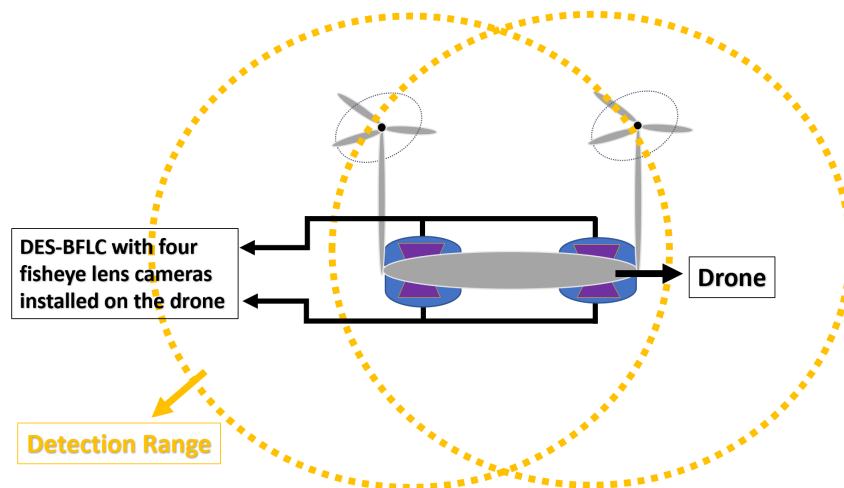 DES-BFLC with four
fisheye lens cameras
installed on the drone
Drone
Detection Range